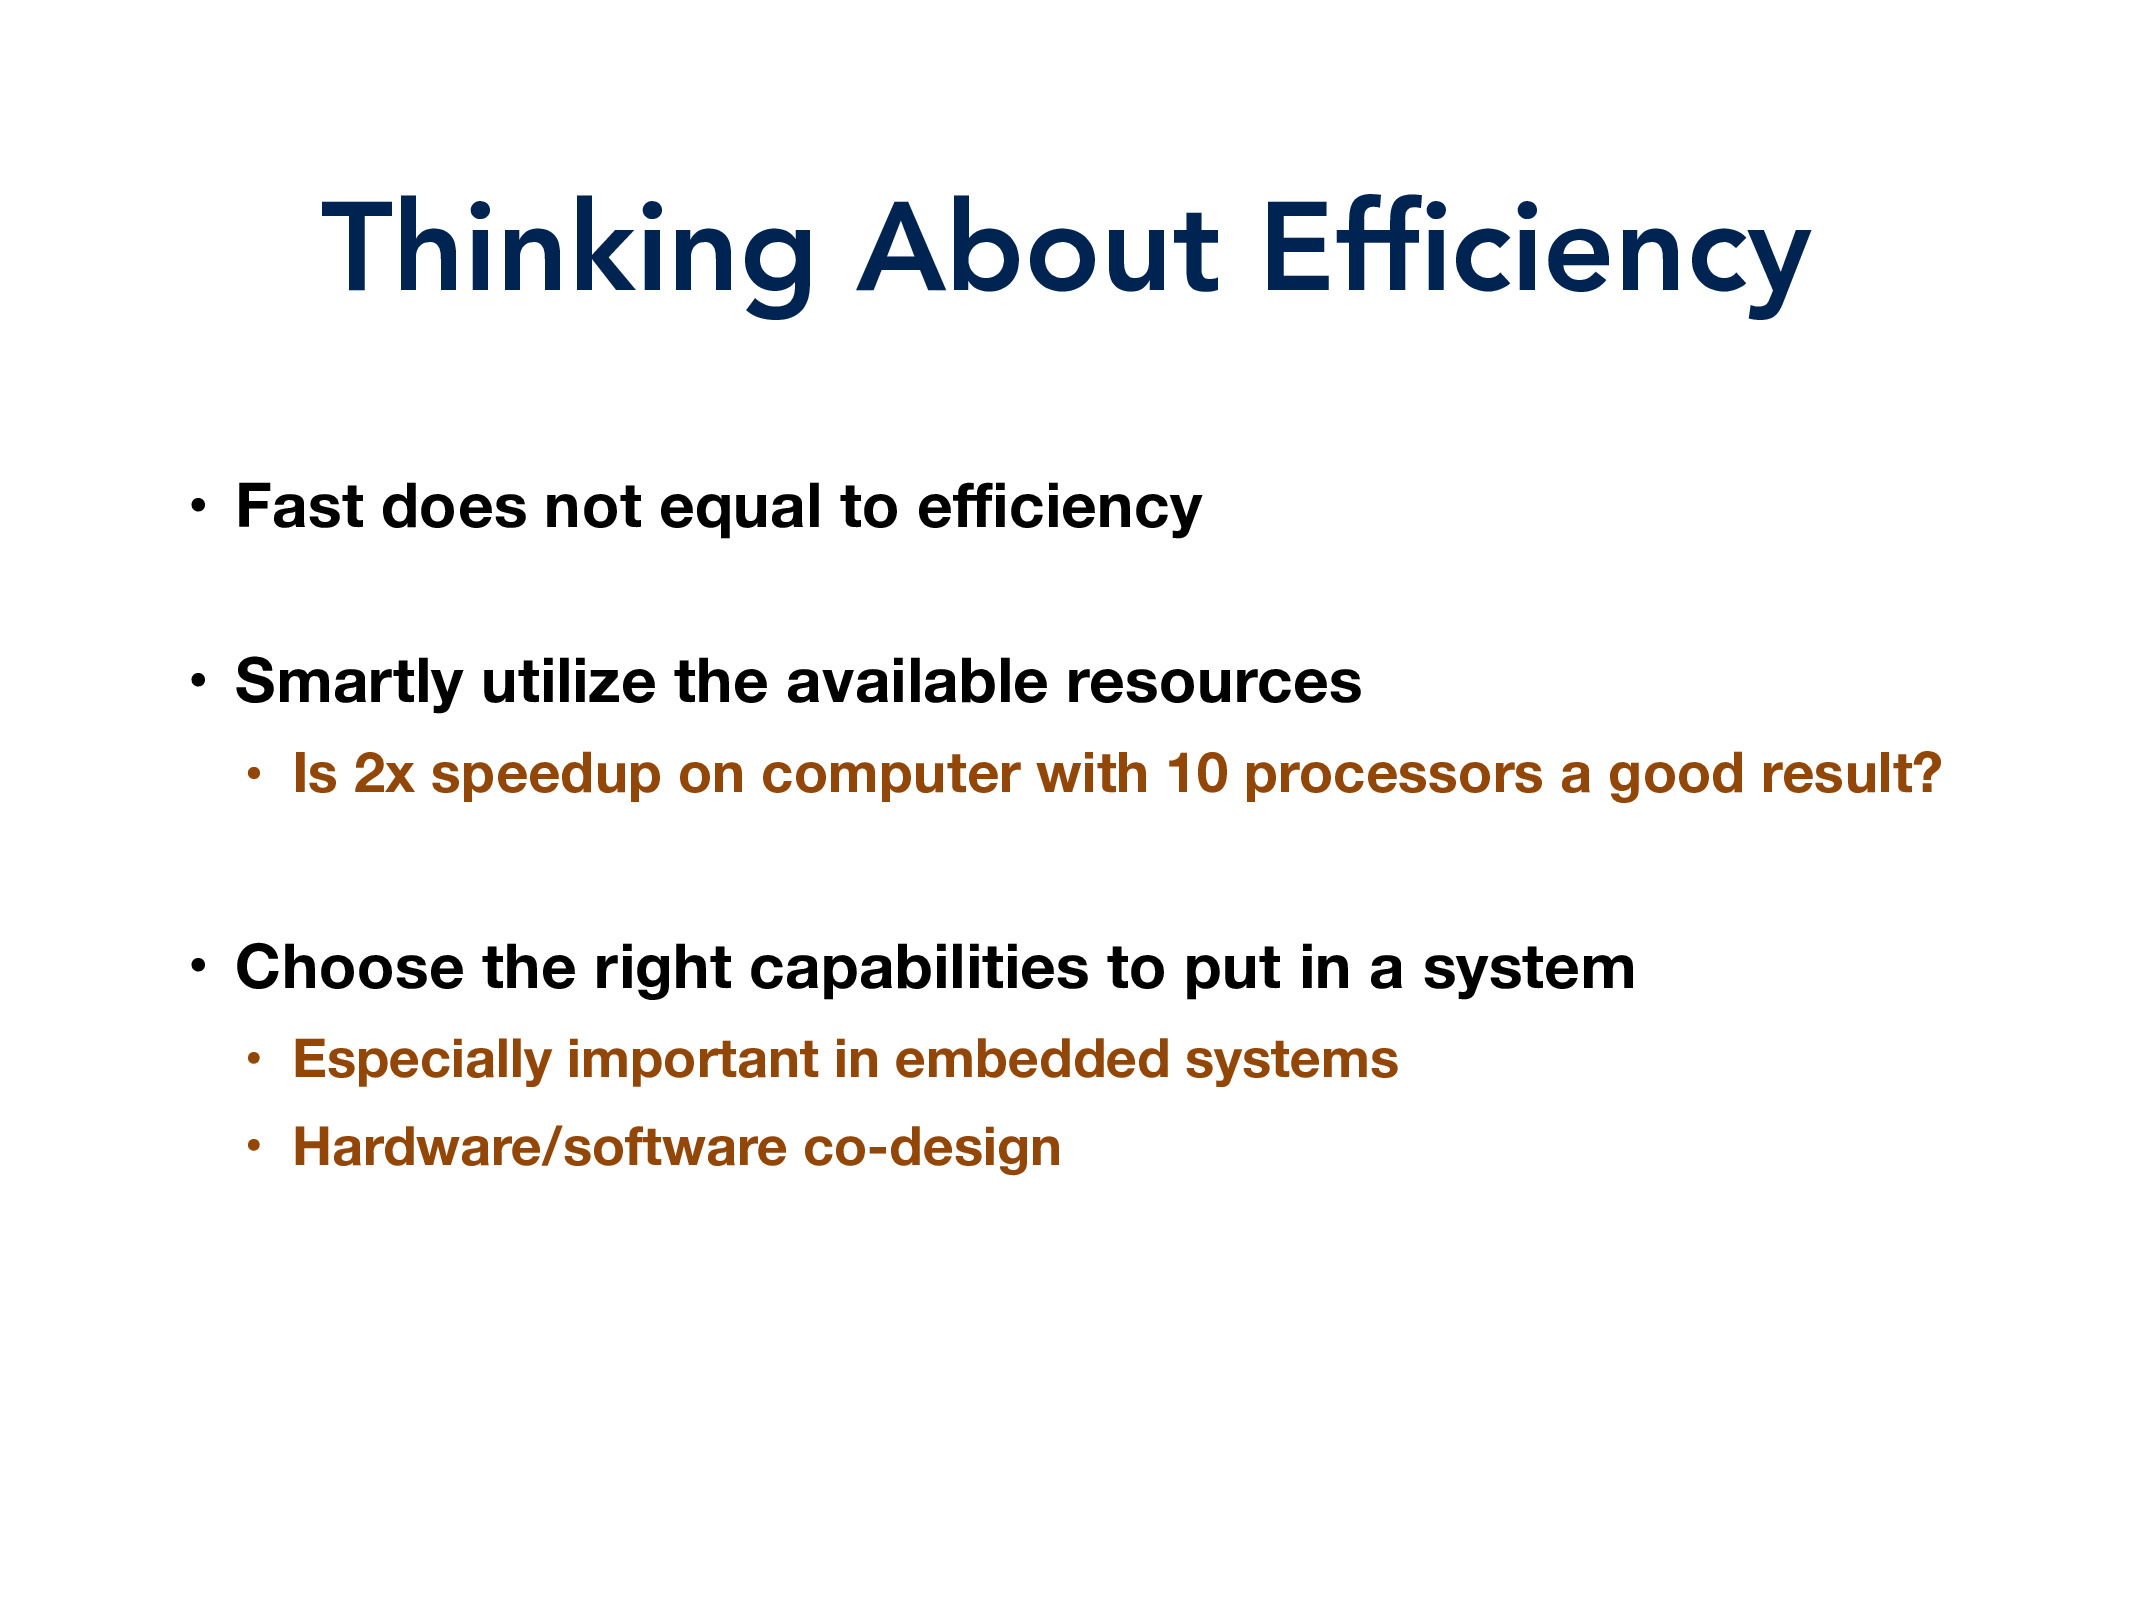 Thinking About Efficiency
• Fast does not equal to efficiency
• Smartly utilize the available resources
• Is 2x speedup on computer with 10 processors a good result?
• Choose the right capabilities to put in a system
• Especially important in embedded systems
• Hardware/software co-design